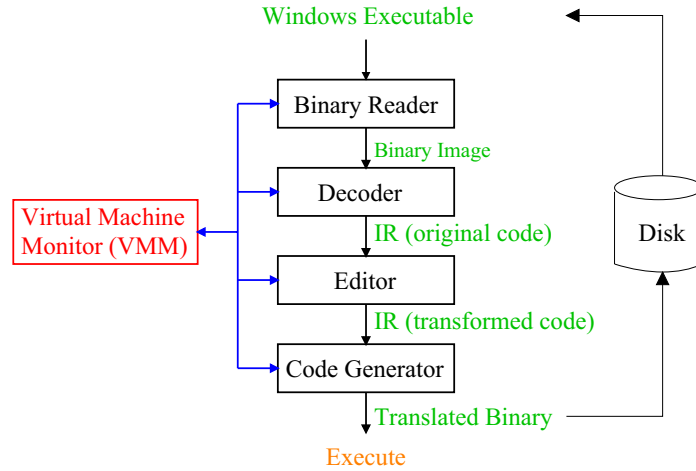 Windows Executable
Binary Reader
Binary Image
Decoder
Virtual Machine
Monitor (VMM)
IR (original code)
Disk
Editor
IR (transformed code)
Code Generator
Translated Binary
Execute